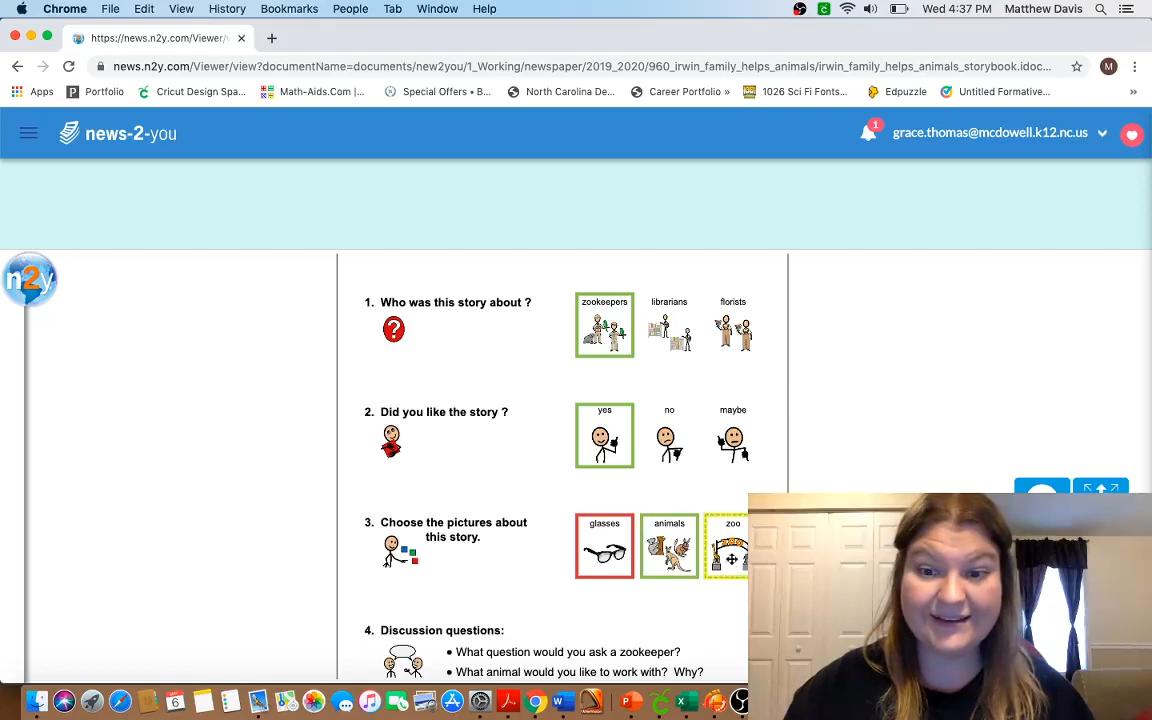 Chrome File Edit View History Bookmarks People Tab Window Help Wed 4:37 PM Matthew Davis
https://news.n2y.com/Viewer/v
news.n2y.com/Viewer/view?documentName=documents/new2you/1_Working/newspaper/2019_2020/960_irwin_family_helps_animals/irwin_family_helps_animals_storybook.idoc... M
Apps Portfolio Cricut Design Spa... Math-Aids.Com |... Special Offers • B... North Carolina De... Career Portfolio » 1026 Sci Fi Fonts... Edpuzzle Untitled Formative... »
news-2-you 1 grace.thomas@mcdowell.k12.nc.us
n2y
1. Who was this story about ? zookeepers librarians florists
?
2. Did you like the story ? yes no maybe
3. Choose the pictures about glasses animals zoo
this story.
ZOO
4. Discussion questions:
• What question would you ask a zookeeper?
• What animal would you like to work with? Why?
6